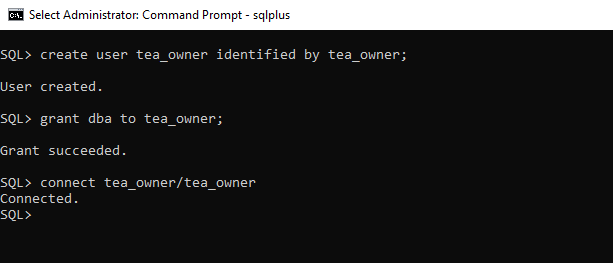 Select Administrator: Command Prompt - sqlplus
SQL> create user tea_owner identified by tea_owner;
User created.
SQL> grant dba to tea_owner;
Grant succeeded.
SQL> connect tea_owner/tea_owner
Connected.
SQL>